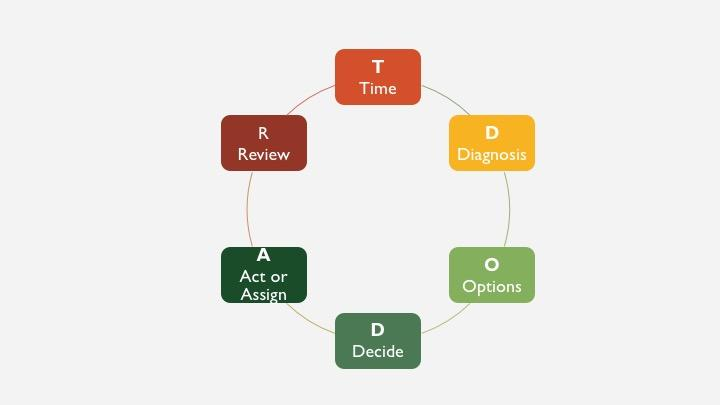 T
Time
D
Diagnosis
O
Options
D
Decide
A
Act or
Assign
R
Review